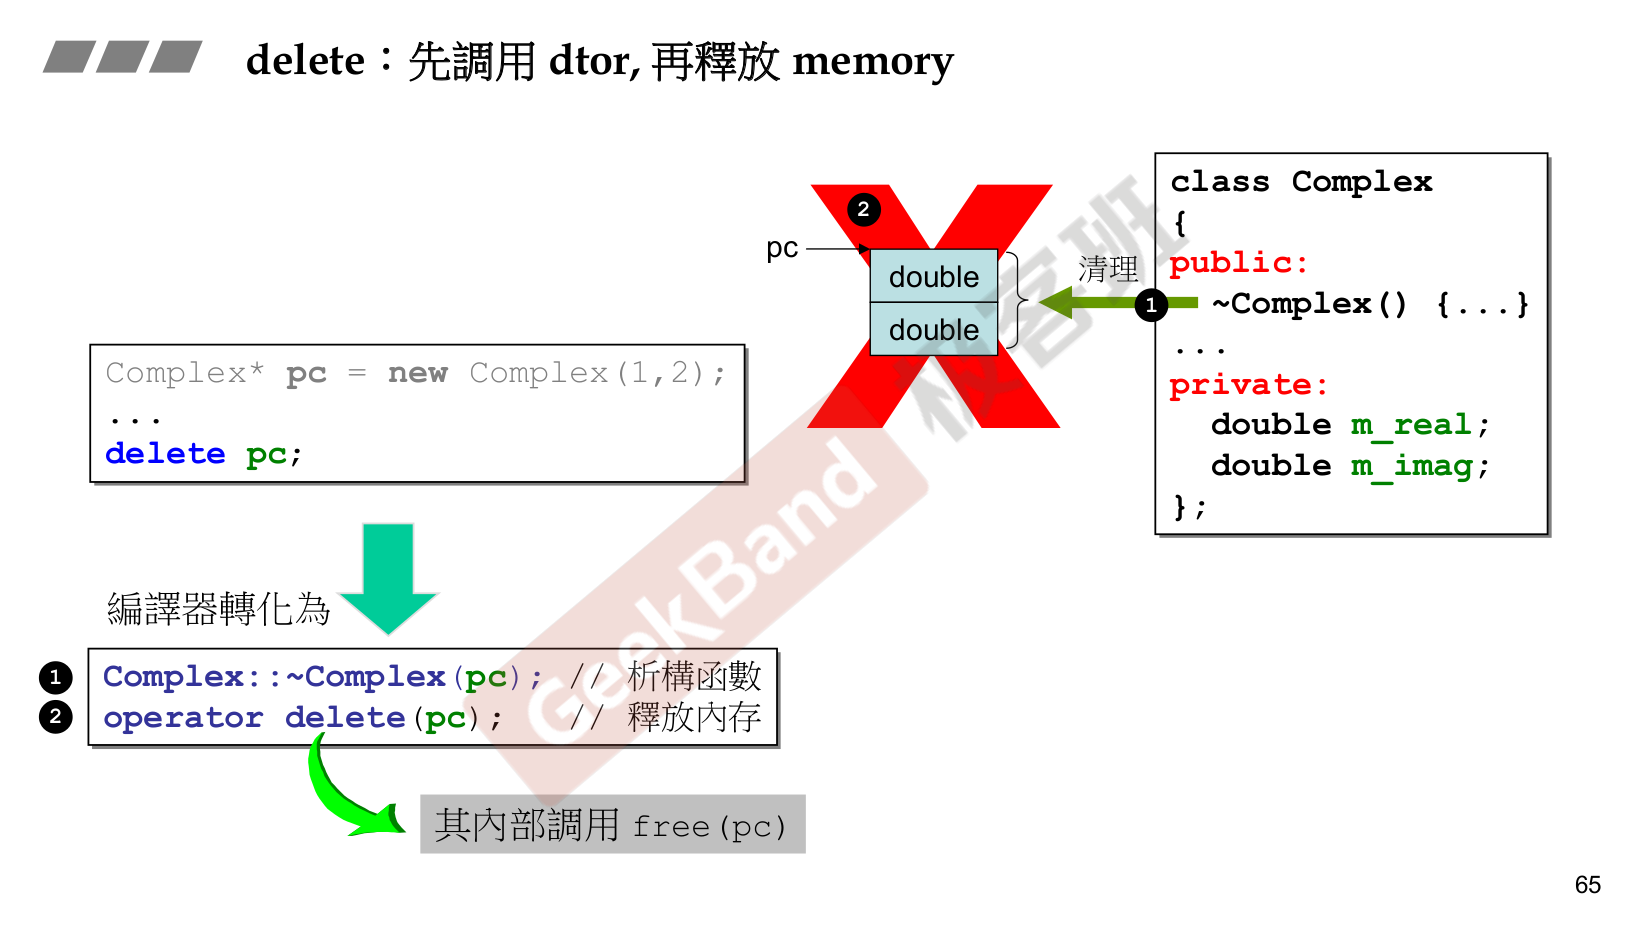 delete：先調用 dtor, 再釋放 memory
Complex* pc = new Complex(1,2);
...
delete pc;
編譯器轉化為
1 Complex::~Complex(pc); // 析構函數
2 operator delete(pc); // 釋放內存
其內部調用 free(pc)
2
pc
double
double
清理
1
class Complex
{
public:
~Complex() {...}
...
private:
double m_real;
double m_imag;
};
GeekBand 极客班
65